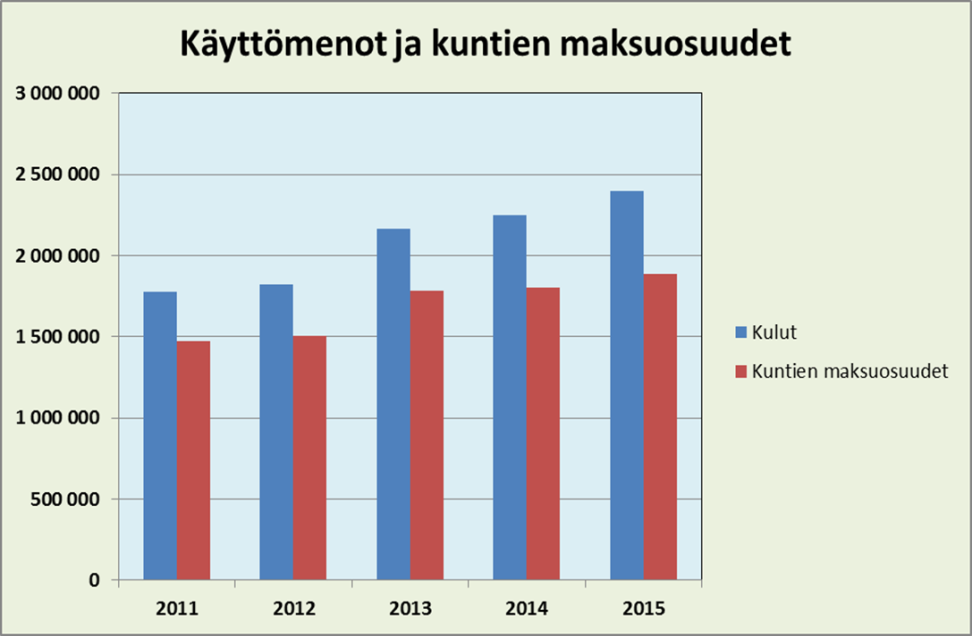 Käyttömenot ja kuntien maksuosuudet
3 000 000
2 500 000
2 000 000
1 500 000
1 000 000
500 000
0
2011 2012 2013 2014 2015
Kulut
Kuntien maksuosuudet